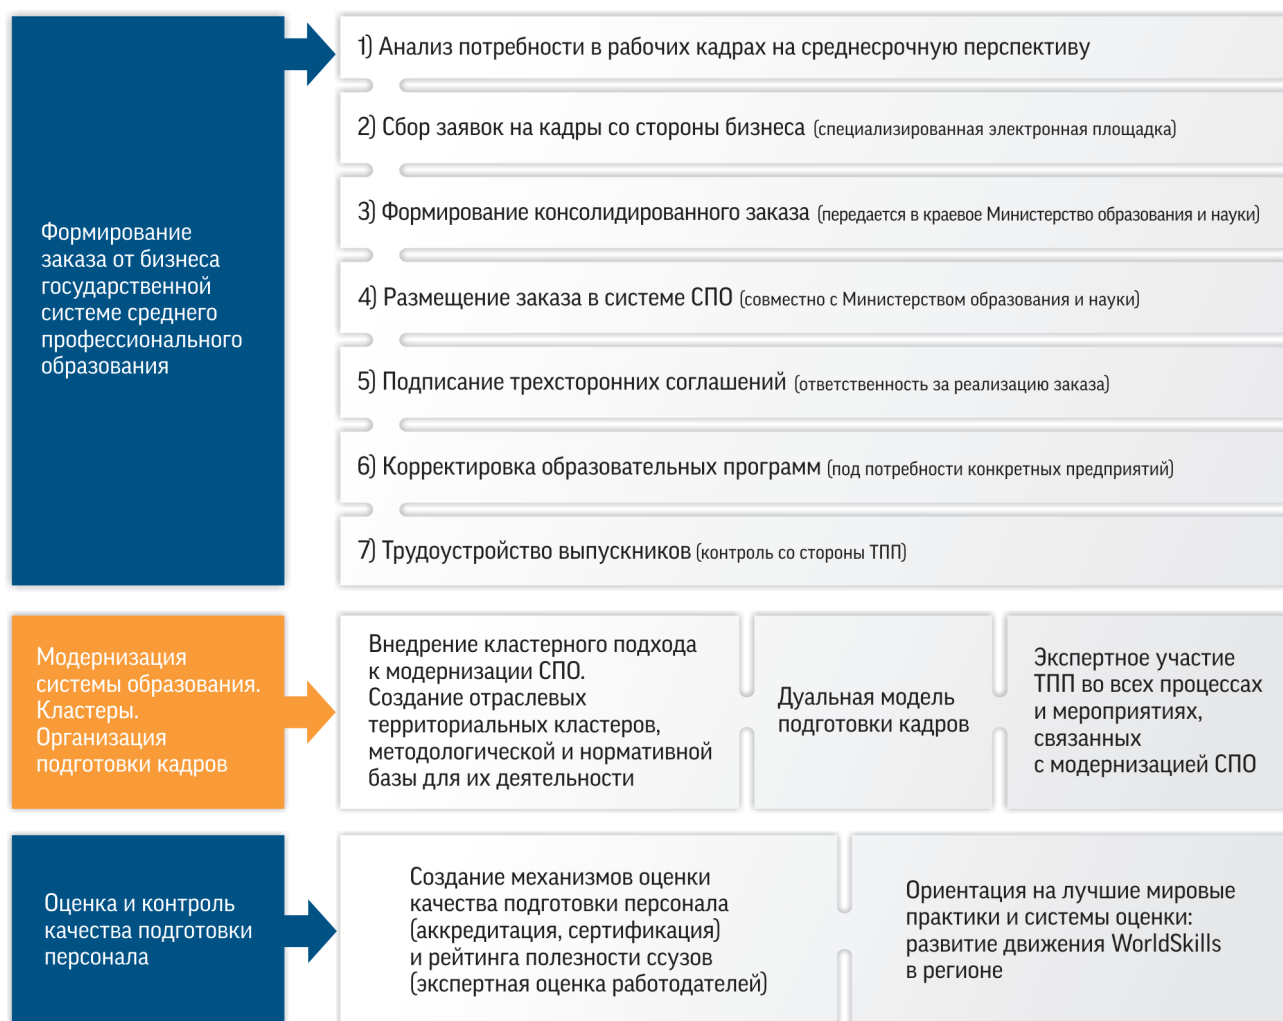 Формирование
заказа от бизнеса
государственной
системе среднего
профессионального
образования
1) Анализ потребности в рабочих кадрах на среднесрочную перспективу
2) Сбор заявок на кадры со стороны бизнеса (специализированная электронная площадка)
3) Формирование консолидированного заказа (передается в краевое Министерство образования и науки)
4) Размещение заказа в системе СПО (совместно с Министерством образования и науки)
5) Подписание трехсторонних соглашений (ответственность за реализацию заказа)
6) Корректировка образовательных программ (под потребности конкретных предприятий)
7) Трудоустройство выпускников (контроль со стороны ТПП)
Модернизация
системы образования.
Кластеры.
Организация
подготовки кадров
Внедрение кластерного подхода
к модернизации СПО.
Создание отраслевых
территориальных кластеров,
методологической и нормативной
базы для их деятельности
Дуальная модель
подготовки кадров
Экспертное участие
ТПП во всех процессах
и мероприятиях,
связанных
с модернизацией СПО
Оценка и контроль
качества подготовки
персонала
Создание механизмов оценки
качества подготовки персонала
(аккредитация, сертификация)
и рейтинга полезности ссузов
(экспертная оценка работодателей)
Ориентация на лучшие мировые
практики и системы оценки:
развитие движения WorldSkills
в регионе